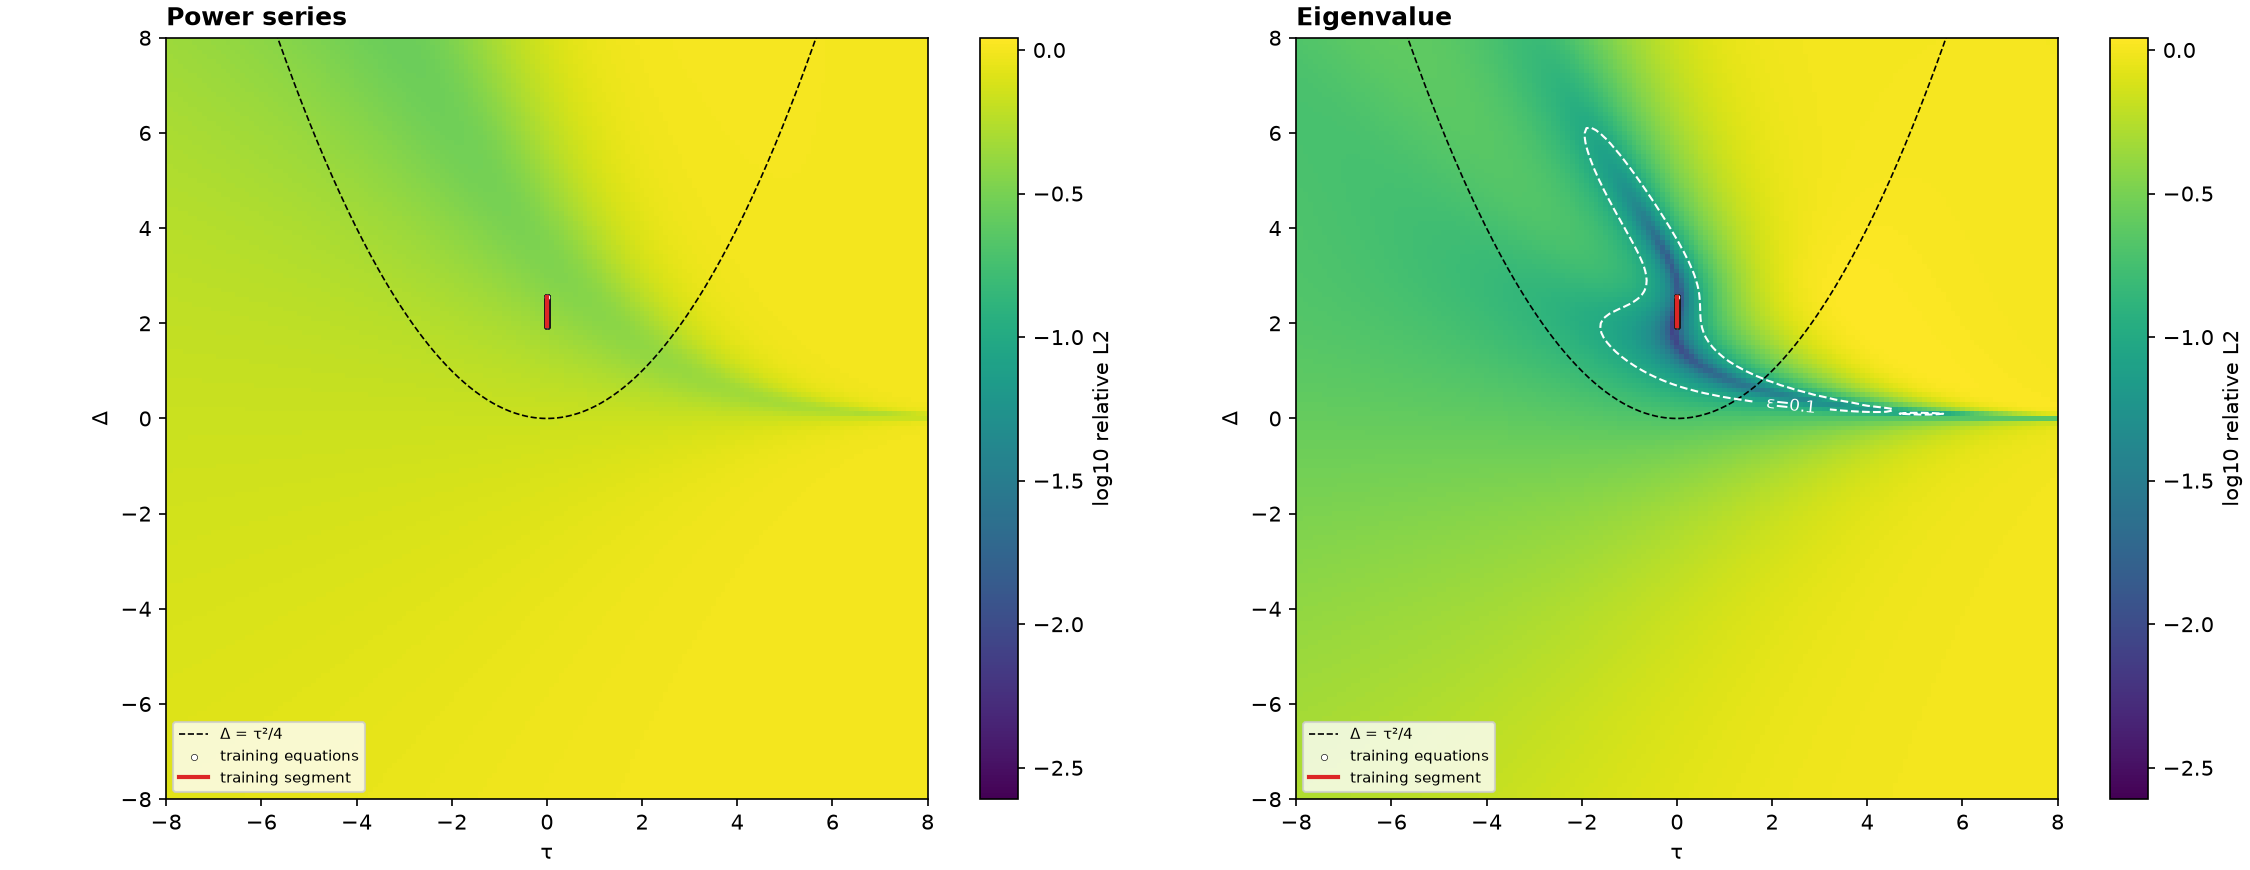 Power series
8
6
4
2
0
−2
−4
−6
−8
Δ
−8 −6 −4 −2 0 2 4 6 8
τ
Δ = τ²/4
training equations
training segment
0.0
−0.5
−1.0
−1.5
−2.0
−2.5
log10 relative L2
Eigenvalue
8
6
4
2
0
−2
−4
−6
−8
Δ
−8 −6 −4 −2 0 2 4 6 8
τ
ε=0.1
Δ = τ²/4
training equations
training segment
0.0
−0.5
−1.0
−1.5
−2.0
−2.5
log10 relative L2